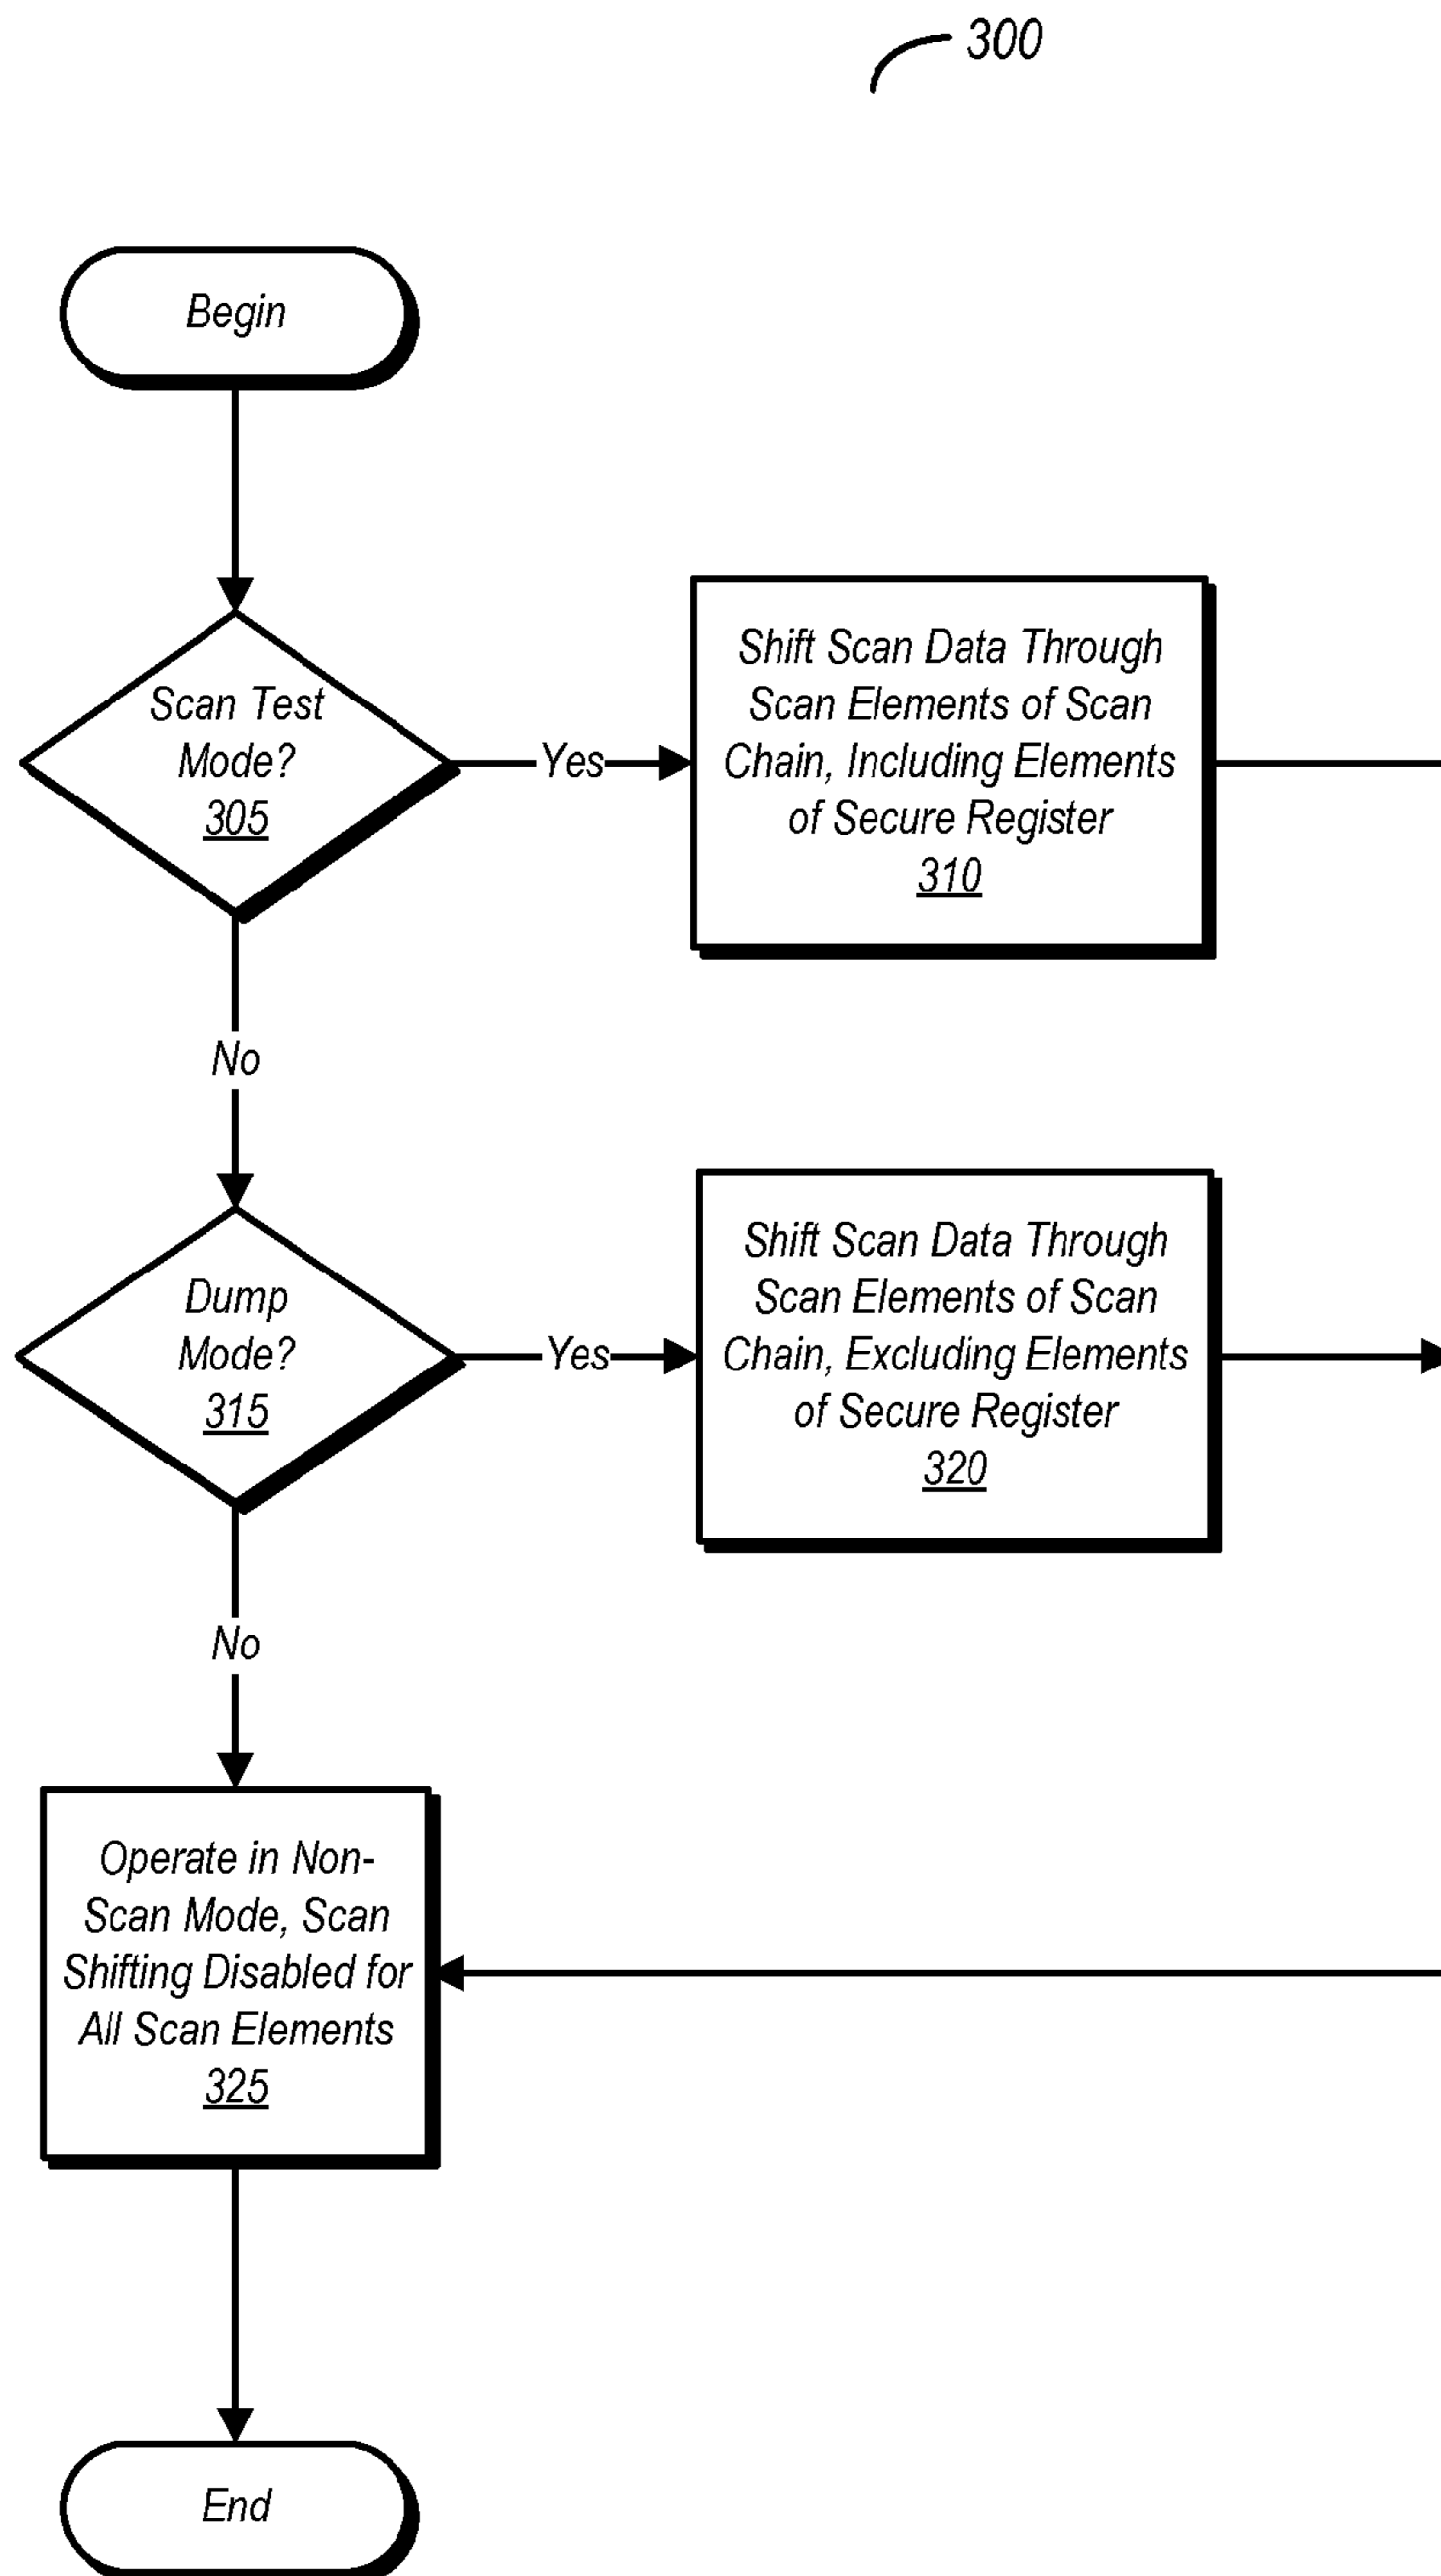 300
Begin
Scan Test
Mode?
305
Yes
Shift Scan Data Through
Scan Elements of Scan
Chain, Including Elements
of Secure Register
310
No
Dump
Mode?
315
Yes
Shift Scan Data Through
Scan Elements of Scan
Chain, Excluding Elements
of Secure Register
320
No
Operate in Non-
Scan Mode, Scan
Shifting Disabled for
All Scan Elements
325
End